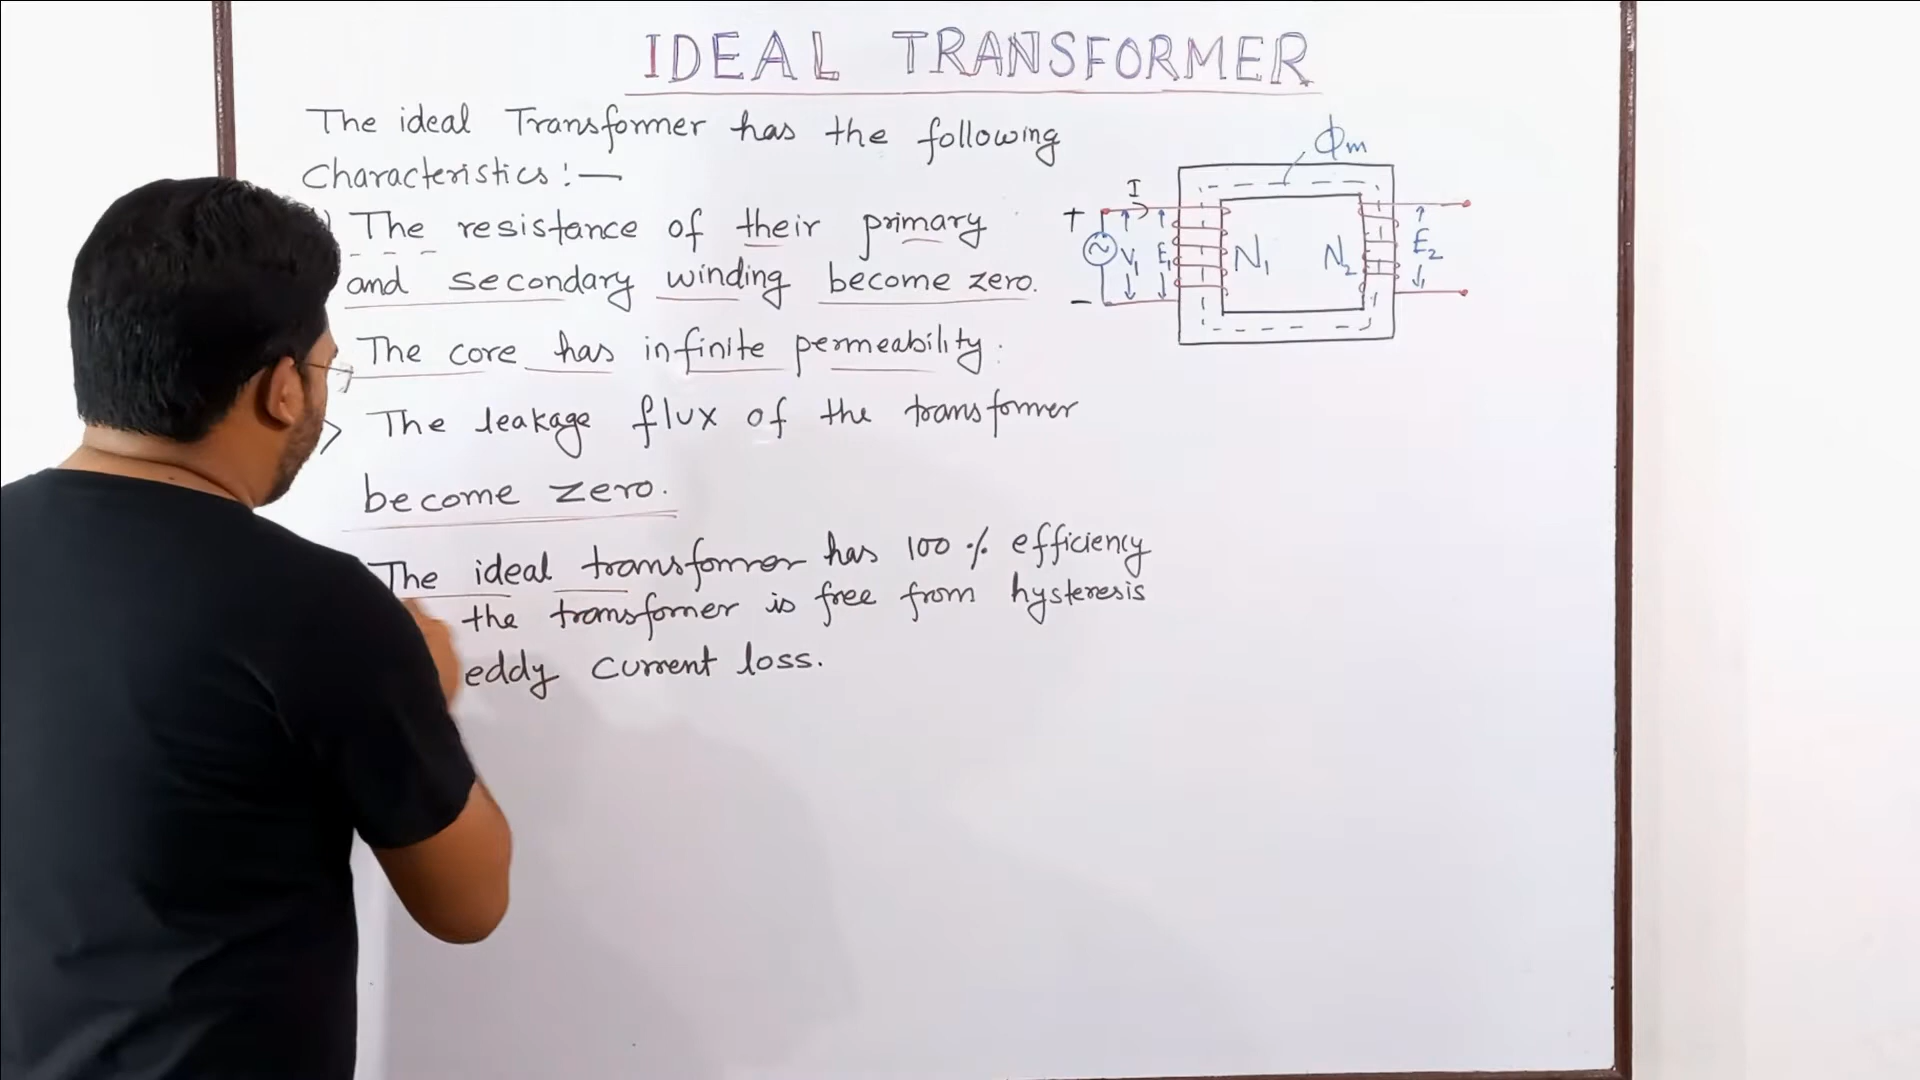 IDEAL TRANSFORMER
The ideal Transformer has the following
Characteristics :—
) The resistance of their primary
and secondary winding become zero.
The core has infinite permeability.
> The leakage flux of the transformer
become zero.
The ideal transformer has 100 % efficiency
the transformer is free from hysteresis
eddy current loss.
ϕm
I
+
V1
E1
N1
N2
E2
−